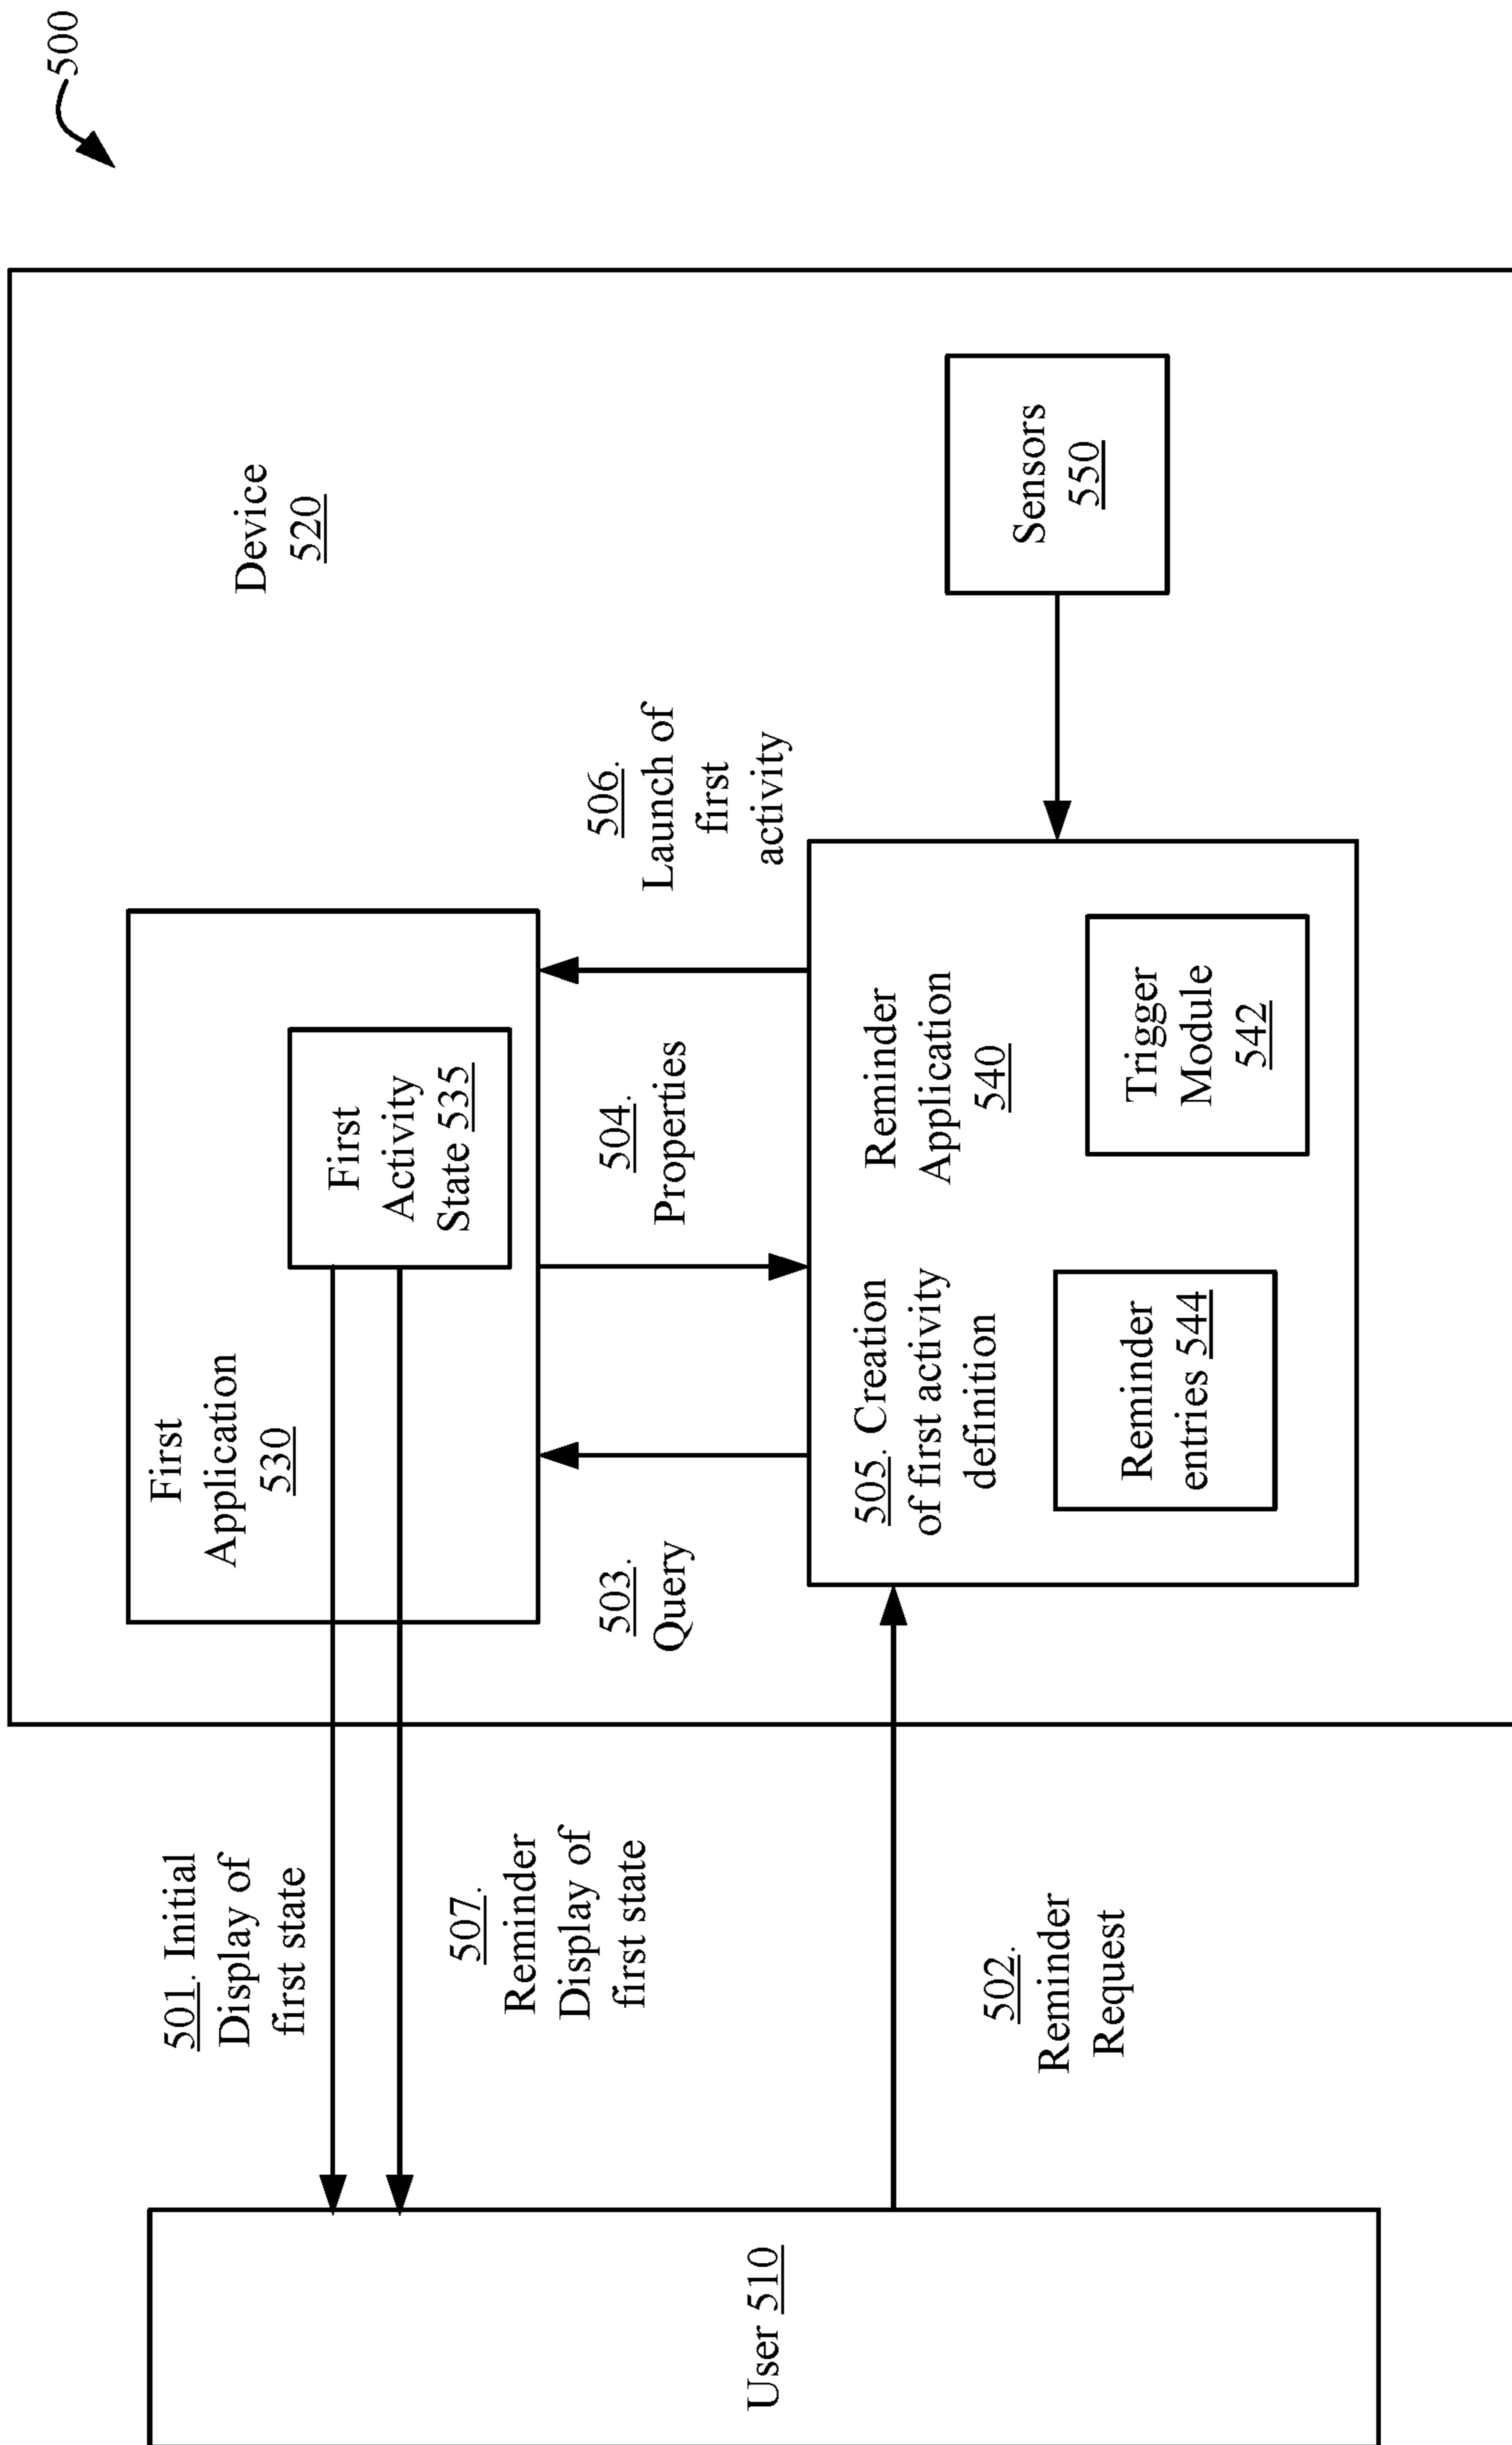 500
Device
520
501. Initial
Display of
first state
507.
Reminder
Display of
first state
502.
Reminder
Request
User 510
First
Application
530
First
Activity
State 535
503.
Query
504.
Properties
506.
Launch of
first
activity
505. Creation
of first activity
definition
Reminder
Application
540
Reminder
entries 544
Trigger
Module
542
Sensors
550